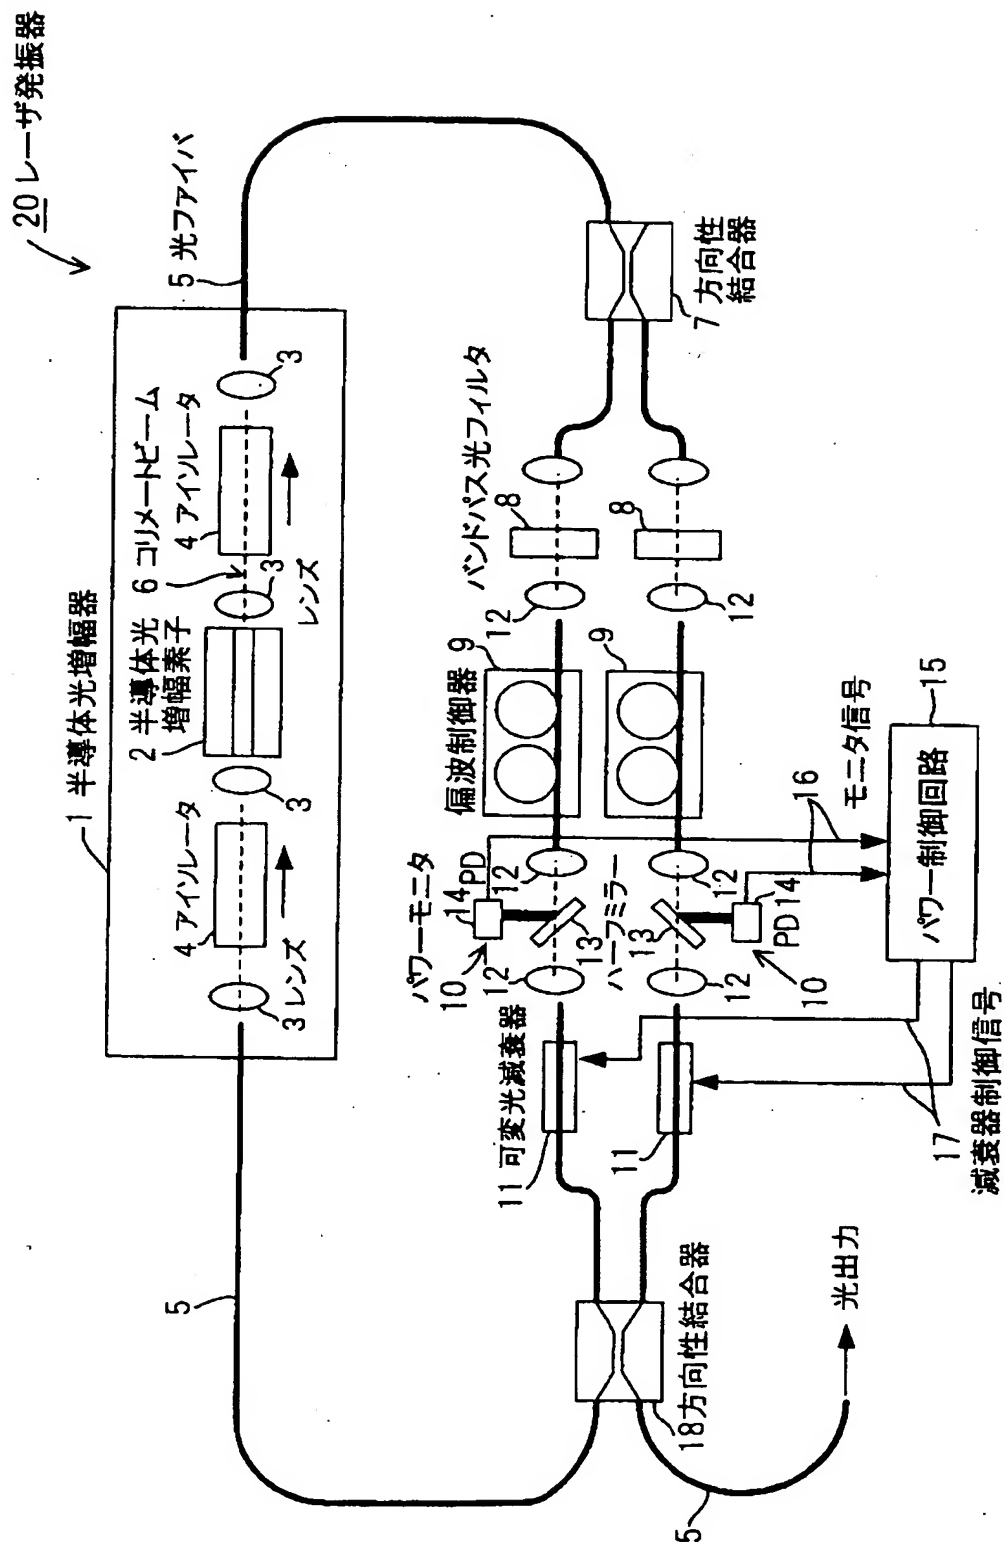 20 レーザ発振器
1 半導体光増幅器
5 光ファイバ
3
4 アイソレータ
6 コリメートビーム
3
レンズ
2 半導体光
増幅素子
3
4 アイソレータ
3 レンズ
5
7 方向性
結合器
バンドパス光フィルタ
8
8
12
12
偏波制御器
9
9
パワーモニタ
14
PD
12
12
10
12
12
13
13
ハーフミラー
PD
14
10
16
モニタ信号
15
パワー制御回路
11 可変光減衰器
11
17
減衰器制御信号
18方向性結合器
光出力
5